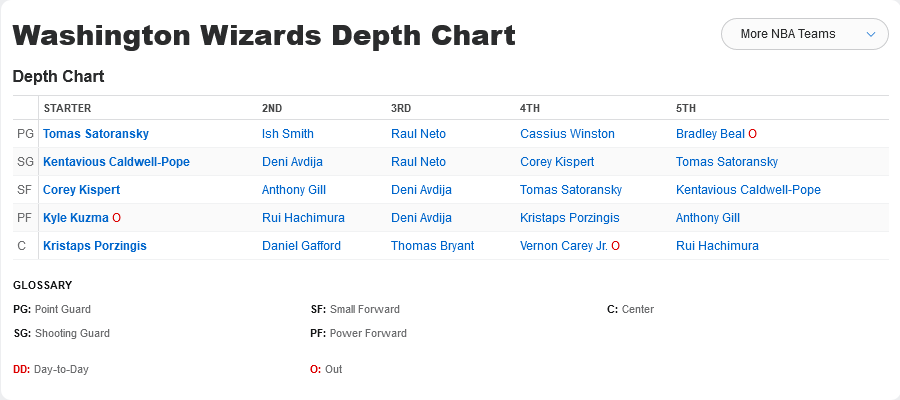 Washington Wizards Depth Chart
More NBA Teams
Depth Chart
STARTER 2ND 3RD 4TH 5TH
PG Tomas Satoransky Ish Smith Raul Neto Cassius Winston Bradley Beal O
SG Kentavious Caldwell-Pope Deni Avdija Raul Neto Corey Kispert Tomas Satoransky
SF Corey Kispert Anthony Gill Deni Avdija Tomas Satoransky Kentavious Caldwell-Pope
PF Kyle Kuzma O Rui Hachimura Deni Avdija Kristaps Porzingis Anthony Gill
C Kristaps Porzingis Daniel Gafford Thomas Bryant Vernon Carey Jr. O Rui Hachimura
GLOSSARY
PG: Point Guard SF: Small Forward C: Center
SG: Shooting Guard PF: Power Forward
DD: Day-to-Day O: Out